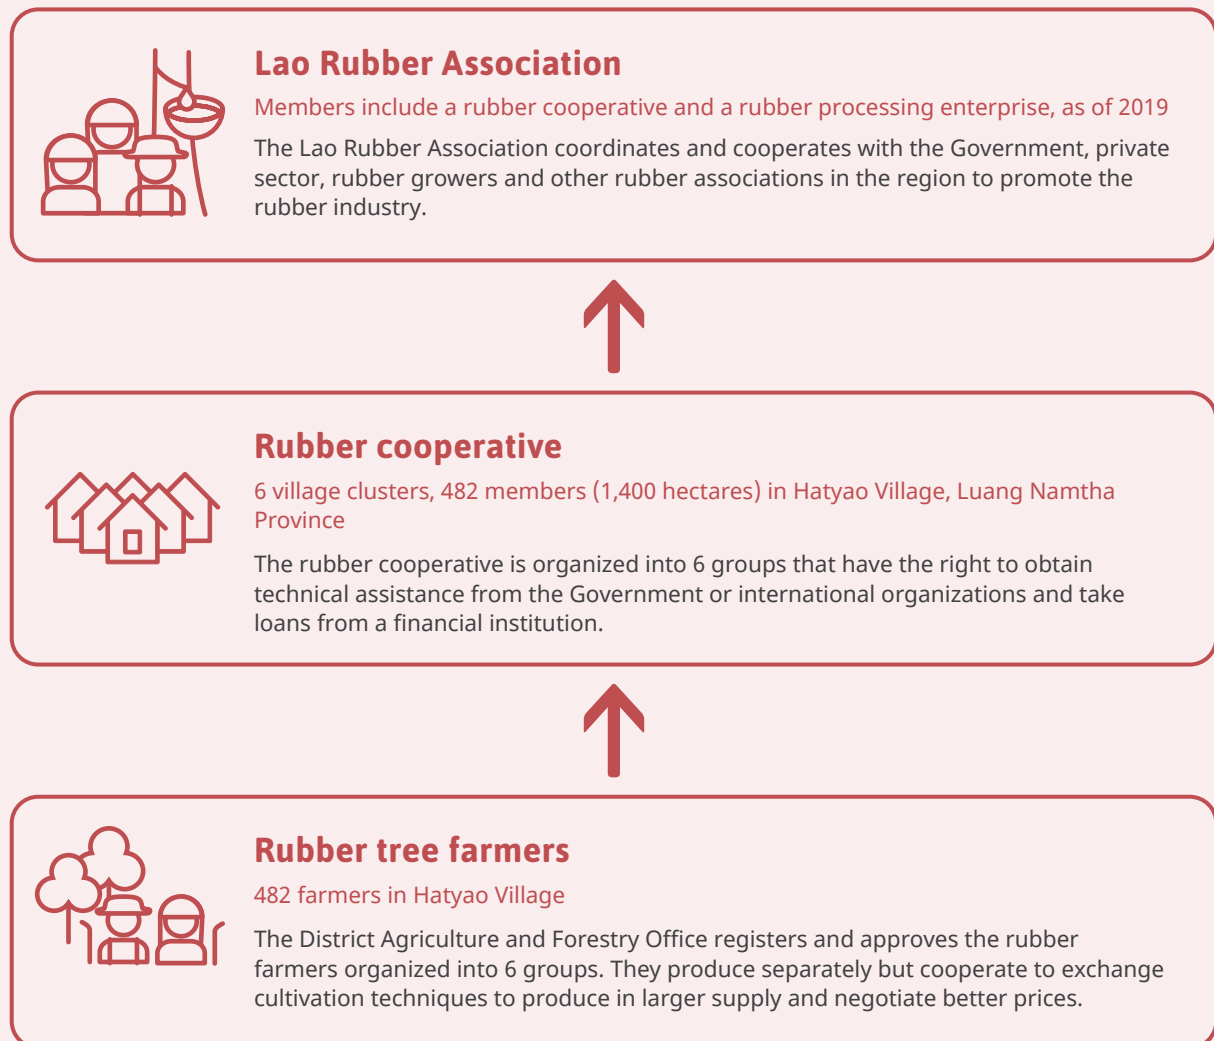 Lao Rubber Association
Members include a rubber cooperative and a rubber processing enterprise, as of 2019
The Lao Rubber Association coordinates and cooperates with the Government, private
sector, rubber growers and other rubber associations in the region to promote the
rubber industry.
Rubber cooperative
6 village clusters, 482 members (1,400 hectares) in Hatyao Village, Luang Namtha
Province
The rubber cooperative is organized into 6 groups that have the right to obtain
technical assistance from the Government or international organizations and take
loans from a financial institution.
Rubber tree farmers
482 farmers in Hatyao Village
The District Agriculture and Forestry Office registers and approves the rubber
farmers organized into 6 groups. They produce separately but cooperate to exchange
cultivation techniques to produce in larger supply and negotiate better prices.